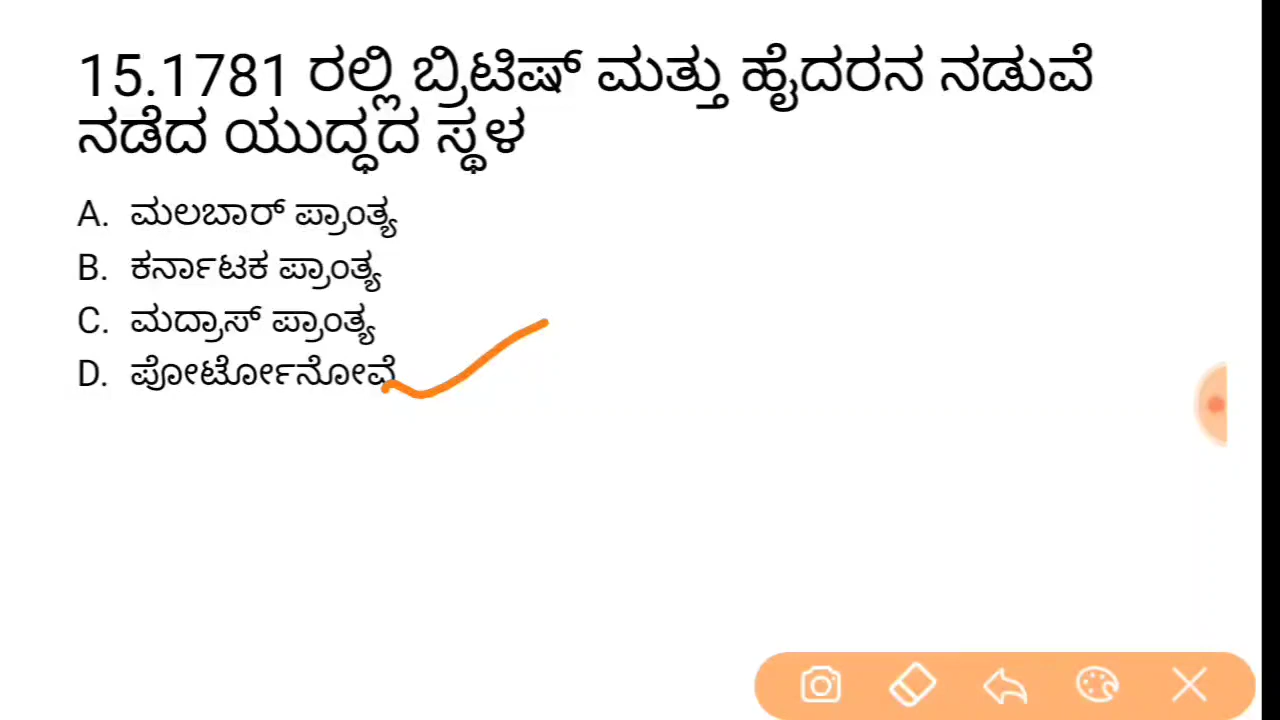 15.1781 ರಲ್ಲಿ ಬ್ರಿಟಿಷ್ ಮತ್ತು ಹೈದರನ ನಡುವೆ
ನಡೆದ ಯುದ್ಧದ ಸ್ಥಳ
A. ಮಲಬಾರ್ ಪ್ರಾಂತ್ಯ
B. ಕರ್ನಾಟಕ ಪ್ರಾಂತ್ಯ
C. ಮದ್ರಾಸ್ ಪ್ರಾಂತ್ಯ
D. ಪೋರ್ಟೋನೋವೆ